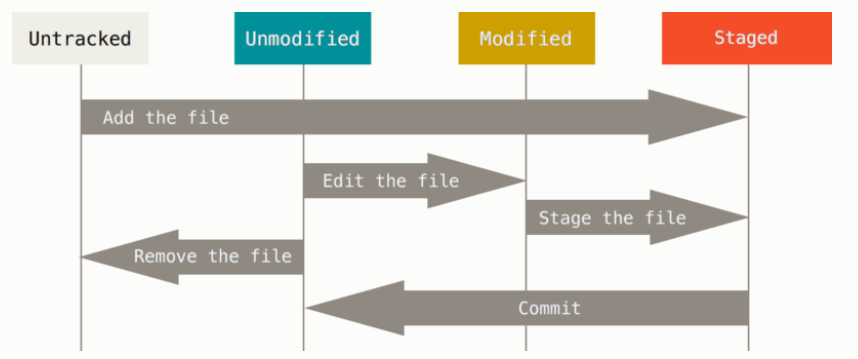 Untracked
Unmodified
Modified
Staged
Add the file
Edit the file
Stage the file
Remove the file
Commit